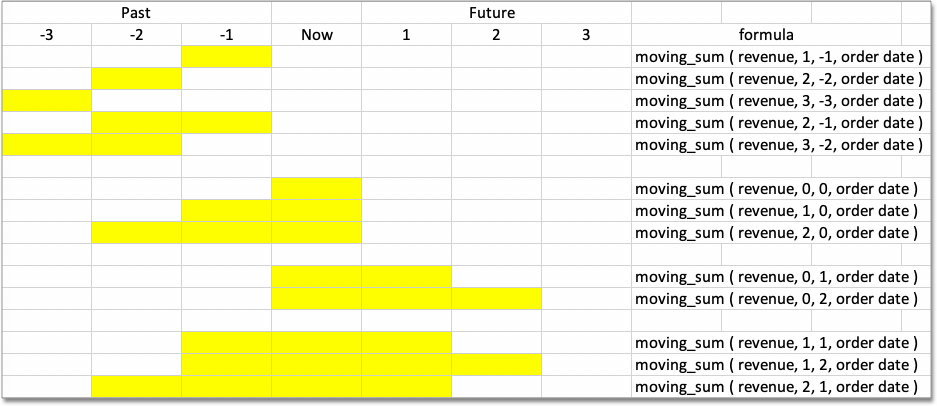 Past Future
-3 -2 -1 Now 1 2 3 formula
moving_sum ( revenue, 1, -1, order date )
moving_sum ( revenue, 2, -2, order date )
moving_sum ( revenue, 3, -3, order date )
moving_sum ( revenue, 2, -1, order date )
moving_sum ( revenue, 3, -2, order date )
moving_sum ( revenue, 0, 0, order date )
moving_sum ( revenue, 1, 0, order date )
moving_sum ( revenue, 2, 0, order date )
moving_sum ( revenue, 0, 1, order date )
moving_sum ( revenue, 0, 2, order date )
moving_sum ( revenue, 1, 1, order date )
moving_sum ( revenue, 1, 2, order date )
moving_sum ( revenue, 2, 1, order date )